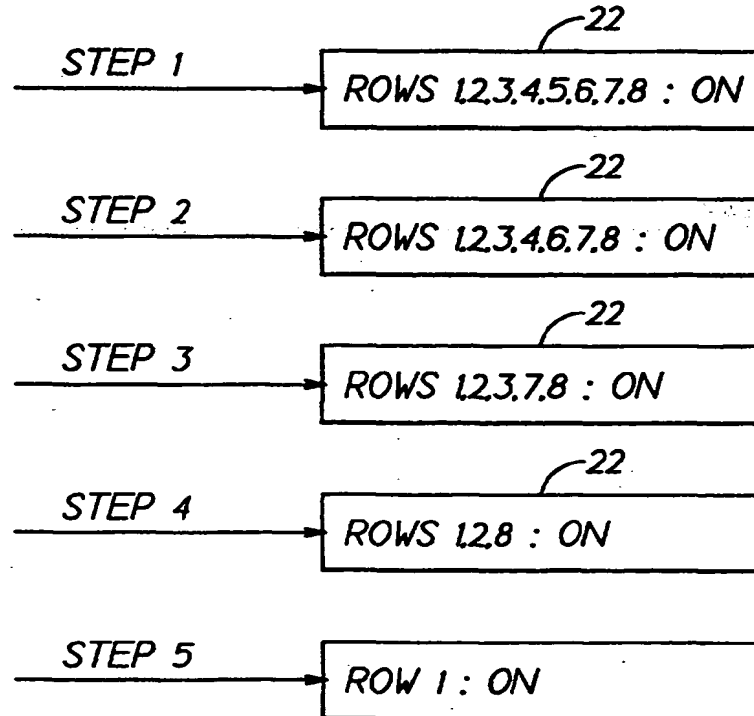 22
STEP 1
ROWS 1,2,3,4,5,6,7,8 : ON
22
STEP 2
ROWS 1,2,3,4,6,7,8 : ON
22
STEP 3
ROWS 1,2,3,7,8 : ON
22
STEP 4
ROWS 1,2,8 : ON
STEP 5
ROW 1 : ON